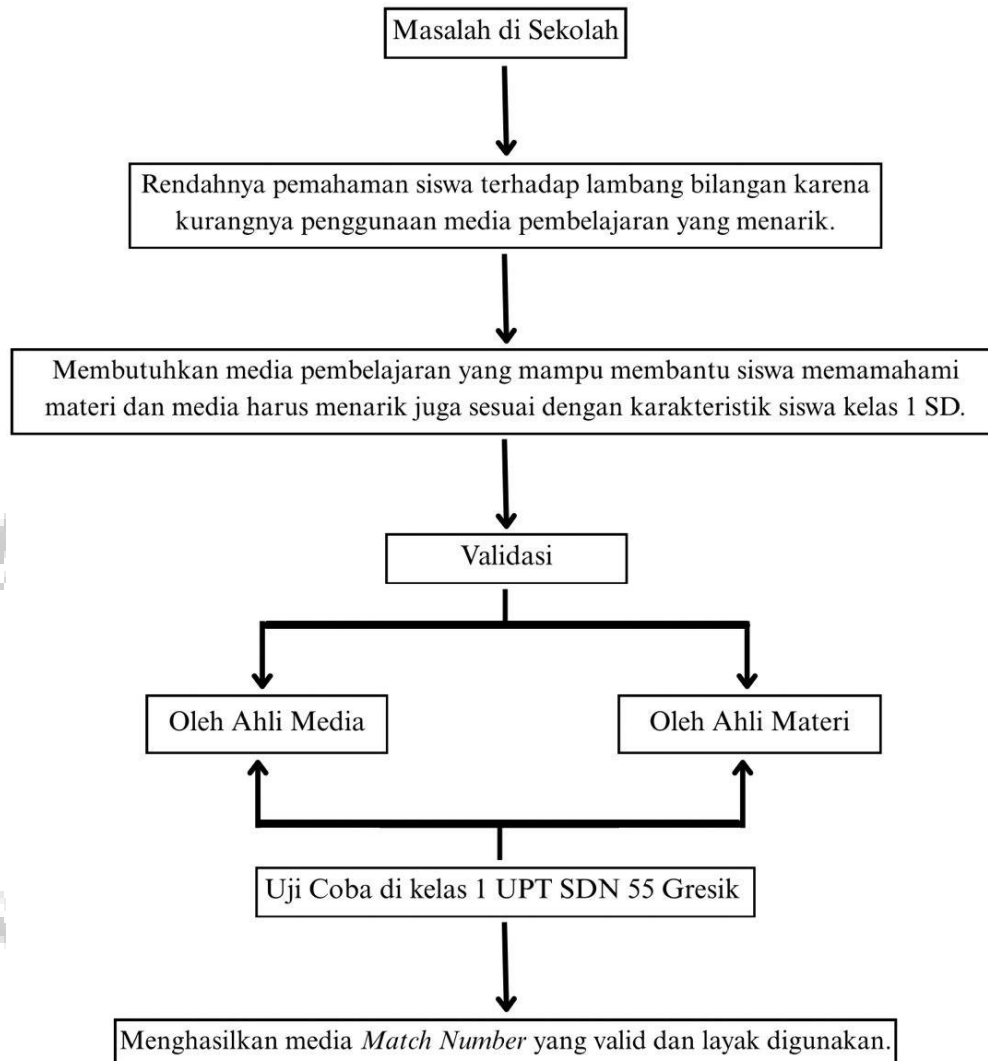 Masalah di Sekolah
Rendahnya pemahaman siswa terhadap lambang bilangan karena
kurangnya penggunaan media pembelajaran yang menarik.
Membutuhkan media pembelajaran yang mampu membantu siswa memamahami
materi dan media harus menarik juga sesuai dengan karakteristik siswa kelas 1 SD.
Validasi
Oleh Ahli Media
Oleh Ahli Materi
Uji Coba di kelas 1 UPT SDN 55 Gresik
Menghasilkan media Match Number yang valid dan layak digunakan.